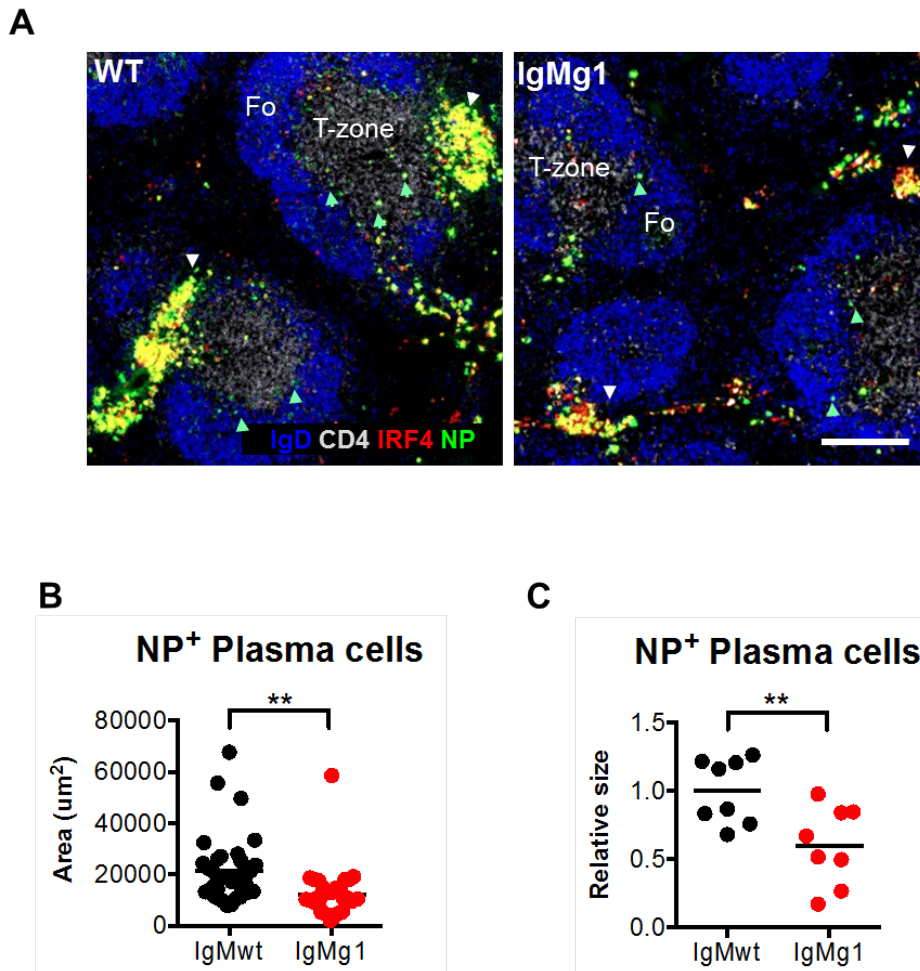 A
WT
Fo
T-zone
IgD CD4 IRF4 NP
IgMg1
T-zone
Fo
B
NP⁺ Plasma cells
**
80000
60000
40000
20000
0
Area (um²)
IgMwt
IgMg1
C
NP⁺ Plasma cells
**
1.5
1.0
0.5
0.0
Relative size
IgMwt
IgMg1